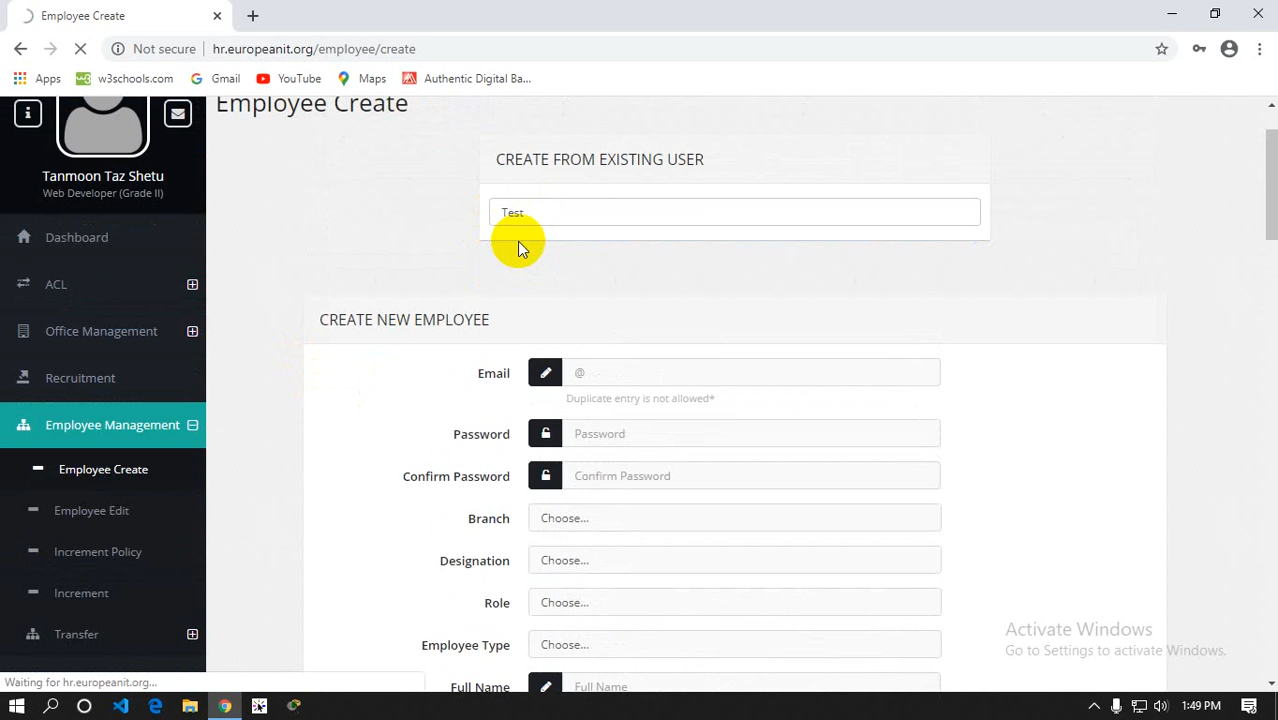 Employee Create
Not secure
hr.europeanit.org/employee/create
Apps
w3schools.com
Gmail
YouTube
Maps
Authentic Digital Ba...
Tanmoon Taz Shetu
Web Developer (Grade II)
Dashboard
ACL
Office Management
Recruitment
Employee Management
Employee Create
Employee Edit
Increment Policy
Increment
Transfer
Employee Create
CREATE FROM EXISTING USER
Test
CREATE NEW EMPLOYEE
Email
@
Duplicate entry is not allowed*
Password
Password
Confirm Password
Confirm Password
Branch
Choose...
Designation
Choose...
Role
Choose...
Employee Type
Choose...
Full Name
Full Name
Activate Windows
Go to Settings to activate Windows.
Waiting for hr.europeanit.org...
1:49 PM